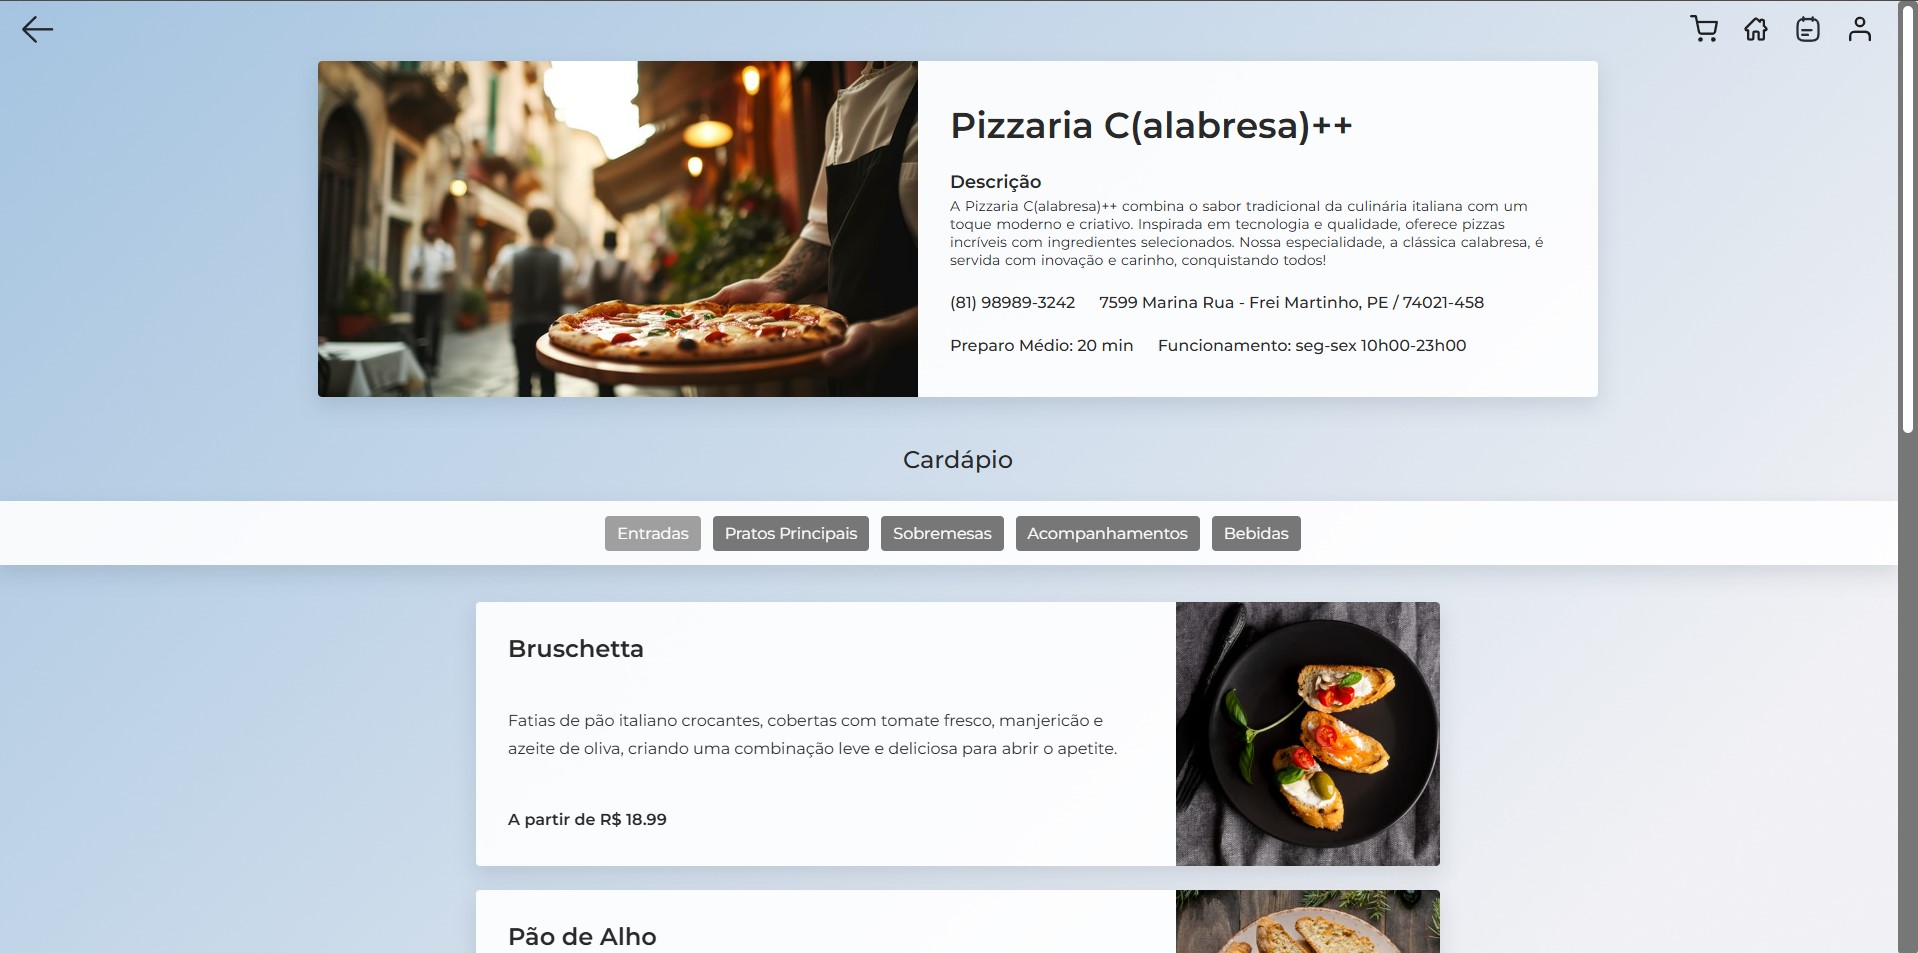 Pizzaria C(alabresa)++
Descrição
A Pizzaria C(alabresa)++ combina o sabor tradicional da culinária italiana com um
toque moderno e criativo. Inspirada em tecnologia e qualidade, oferece pizzas
incríveis com ingredientes selecionados. Nossa especialidade, a clássica calabresa, é
servida com inovação e carinho, conquistando todos!
(81) 98989-3242 7599 Marina Rua - Frei Martinho, PE / 74021-458
Preparo Médio: 20 min Funcionamento: seg-sex 10h00-23h00
Cardápio
Entradas Pratos Principais Sobremesas Acompanhamentos Bebidas
Bruschetta
Fatias de pão italiano crocantes, cobertas com tomate fresco, manjericão e
azeite de oliva, criando uma combinação leve e deliciosa para abrir o apetite.
A partir de R$ 18.99
Pão de Alho